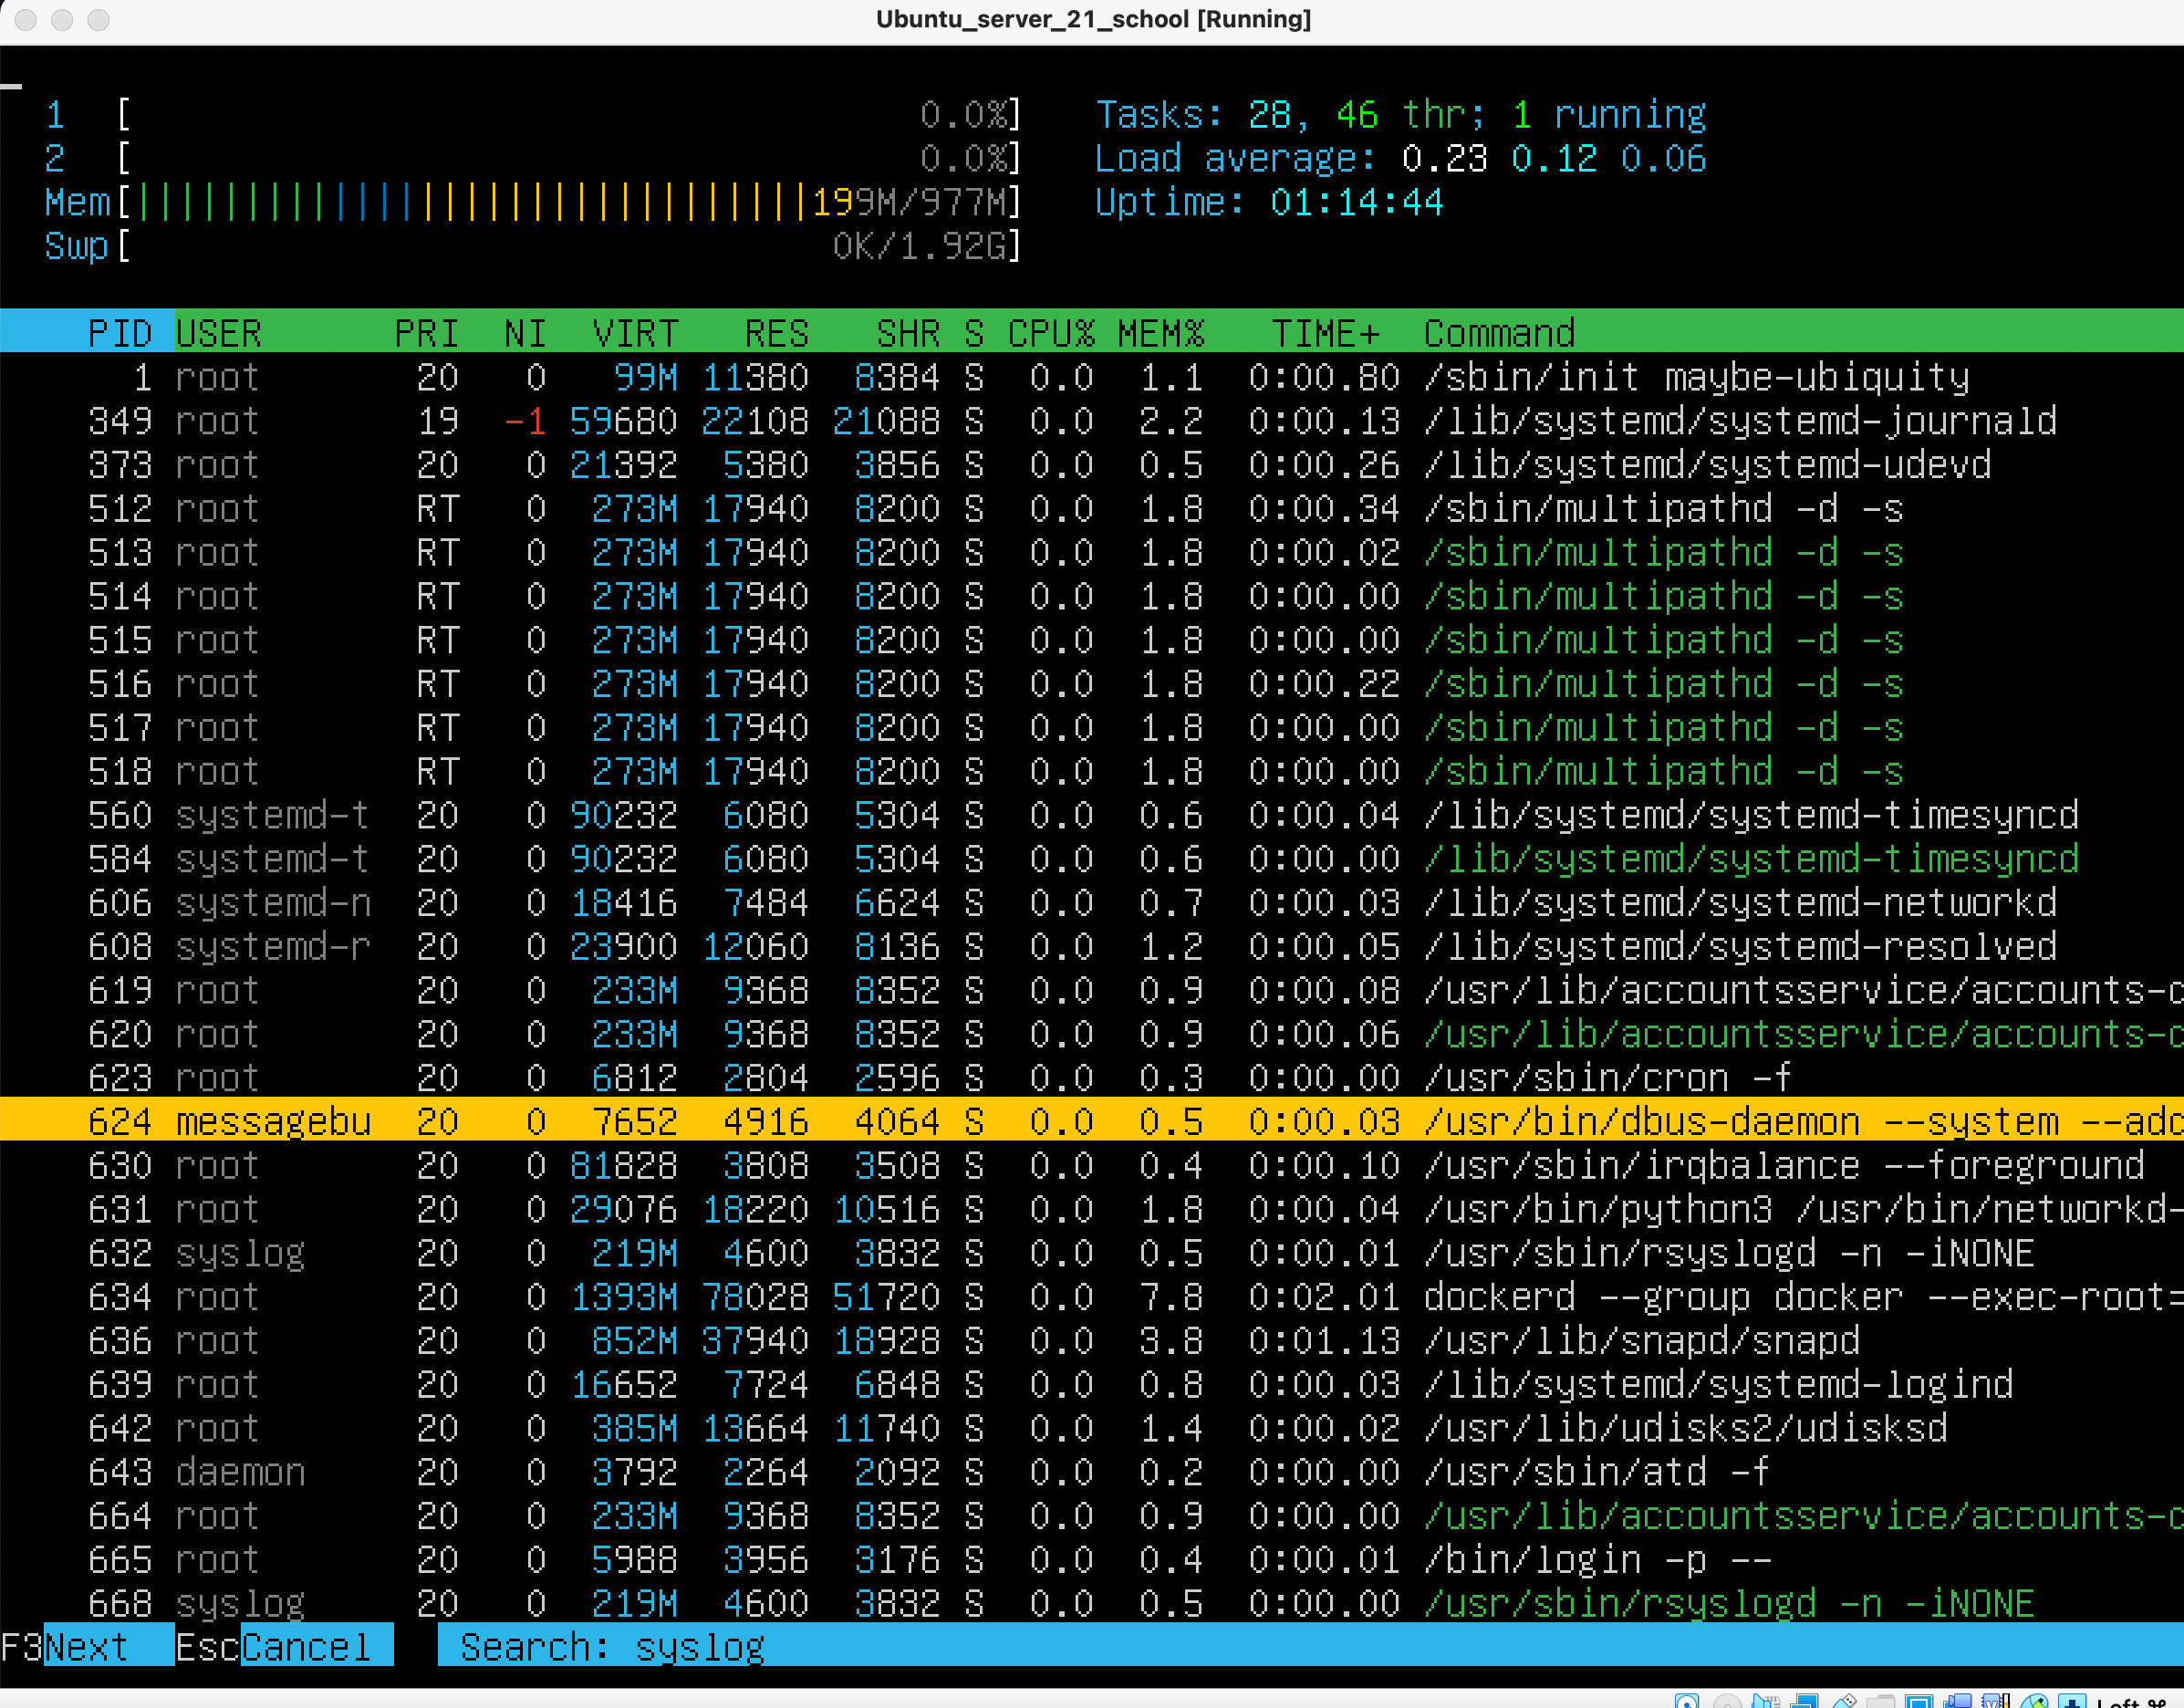 Ubuntu_server_21_school [Running]
1 [ 0.0%] Tasks: 28, 46 thr; 1 running
2 [ 0.0%] Load average: 0.23 0.12 0.06
Mem[|||||||||||||||||||||||||||||||199M/977M] Uptime: 01:14:44
Swp[ 0K/1.92G]
PID USER PRI NI VIRT RES SHR S CPU% MEM% TIME+ Command
1 root 20 0 99M 11380 8384 S 0.0 1.1 0:00.80 /sbin/init maybe-ubiquity
349 root 19 -1 59680 22108 21088 S 0.0 2.2 0:00.13 /lib/systemd/systemd-journald
373 root 20 0 21392 5380 3856 S 0.0 0.5 0:00.26 /lib/systemd/systemd-udevd
512 root RT 0 273M 17940 8200 S 0.0 1.8 0:00.34 /sbin/multipathd -d -s
513 root RT 0 273M 17940 8200 S 0.0 1.8 0:00.02 /sbin/multipathd -d -s
514 root RT 0 273M 17940 8200 S 0.0 1.8 0:00.00 /sbin/multipathd -d -s
515 root RT 0 273M 17940 8200 S 0.0 1.8 0:00.00 /sbin/multipathd -d -s
516 root RT 0 273M 17940 8200 S 0.0 1.8 0:00.22 /sbin/multipathd -d -s
517 root RT 0 273M 17940 8200 S 0.0 1.8 0:00.00 /sbin/multipathd -d -s
518 root RT 0 273M 17940 8200 S 0.0 1.8 0:00.00 /sbin/multipathd -d -s
560 systemd-t 20 0 90232 6080 5304 S 0.0 0.6 0:00.04 /lib/systemd/systemd-timesyncd
584 systemd-t 20 0 90232 6080 5304 S 0.0 0.6 0:00.00 /lib/systemd/systemd-timesyncd
606 systemd-n 20 0 18416 7484 6624 S 0.0 0.7 0:00.03 /lib/systemd/systemd-networkd
608 systemd-r 20 0 23900 12060 8136 S 0.0 1.2 0:00.05 /lib/systemd/systemd-resolved
619 root 20 0 233M 9368 8352 S 0.0 0.9 0:00.08 /usr/lib/accountsservice/accounts-
620 root 20 0 233M 9368 8352 S 0.0 0.9 0:00.06 /usr/lib/accountsservice/accounts-
623 root 20 0 6812 2804 2596 S 0.0 0.3 0:00.00 /usr/sbin/cron -f
624 messagebu 20 0 7652 4916 4064 S 0.0 0.5 0:00.03 /usr/bin/dbus-daemon --system --ad
630 root 20 0 81828 3808 3508 S 0.0 0.4 0:00.10 /usr/sbin/irqbalance --foreground
631 root 20 0 29076 18220 10516 S 0.0 1.8 0:00.04 /usr/bin/python3 /usr/bin/networkd-
632 syslog 20 0 219M 4600 3832 S 0.0 0.5 0:00.01 /usr/sbin/rsyslogd -n -iNONE
634 root 20 0 1393M 78028 51720 S 0.0 7.8 0:02.01 dockerd --group docker --exec-root=
636 root 20 0 852M 37940 18928 S 0.0 3.8 0:01.13 /usr/lib/snapd/snapd
639 root 20 0 16652 7724 6848 S 0.0 0.8 0:00.03 /lib/systemd/systemd-logind
642 root 20 0 385M 13664 11740 S 0.0 1.4 0:00.02 /usr/lib/udisks2/udisksd
643 daemon 20 0 3792 2264 2092 S 0.0 0.2 0:00.00 /usr/sbin/atd -f
664 root 20 0 233M 9368 8352 S 0.0 0.9 0:00.00 /usr/lib/accountsservice/accounts-
665 root 20 0 5988 3956 3176 S 0.0 0.4 0:00.01 /bin/login -p --
668 syslog 20 0 219M 4600 3832 S 0.0 0.5 0:00.00 /usr/sbin/rsyslogd -n -iNONE
F3Next EscCancel Search: syslog
Left ⌘